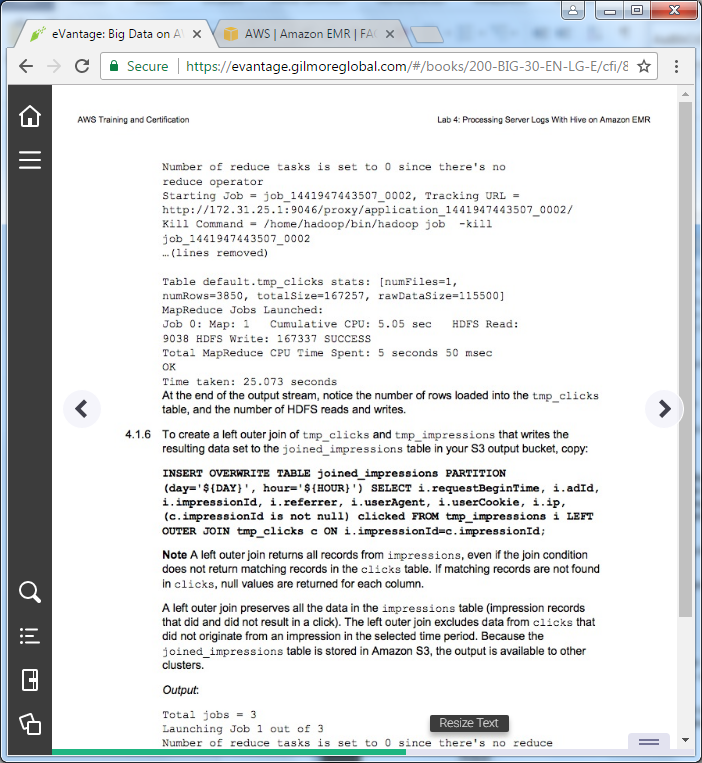 eVantage: Big Data on A
AWS | Amazon EMR | FA
Secure | https://evantage.gilmoreglobal.com/#/books/200-BIG-30-EN-LG-E/cfi/8
AWS Training and Certification
Lab 4: Processing Server Logs With Hive on Amazon EMR
Number of reduce tasks is set to 0 since there's no
reduce operator
Starting Job = job_1441947443507_0002, Tracking URL =
http://172.31.25.1:9046/proxy/application_1441947443507_0002/
Kill Command = /home/hadoop/bin/hadoop job  -kill
job_1441947443507_0002
…(lines removed)
Table default.tmp_clicks stats: [numFiles=1,
numRows=3850, totalSize=167257, rawDataSize=115500]
MapReduce Jobs Launched:
Job 0: Map: 1   Cumulative CPU: 5.05 sec   HDFS Read:
9038 HDFS Write: 167337 SUCCESS
Total MapReduce CPU Time Spent: 5 seconds 50 msec
OK
Time taken: 25.073 seconds
At the end of the output stream, notice the number of rows loaded into the tmp_clicks
table, and the number of HDFS reads and writes.
4.1.6 To create a left outer join of tmp_clicks and tmp_impressions that writes the
resulting data set to the joined_impressions table in your S3 output bucket, copy:
INSERT OVERWRITE TABLE joined_impressions PARTITION
(day='${DAY}', hour='${HOUR}') SELECT i.requestBeginTime, i.adId,
i.impressionId, i.referrer, i.userAgent, i.userCookie, i.ip,
(c.impressionId is not null) clicked FROM tmp_impressions i LEFT
OUTER JOIN tmp_clicks c ON i.impressionId=c.impressionId;
Note A left outer join returns all records from impressions, even if the join condition
does not return matching records in the clicks table. If matching records are not found
in clicks, null values are returned for each column.
A left outer join preserves all the data in the impressions table (impression records
that did and did not result in a click). The left outer join excludes data from clicks that
did not originate from an impression in the selected time period. Because the
joined_impressions table is stored in Amazon S3, the output is available to other
clusters.
Output:
Total jobs = 3
Launching Job 1 out of 3
Number of reduce tasks is set to 0 since there's no reduce
Resize Text